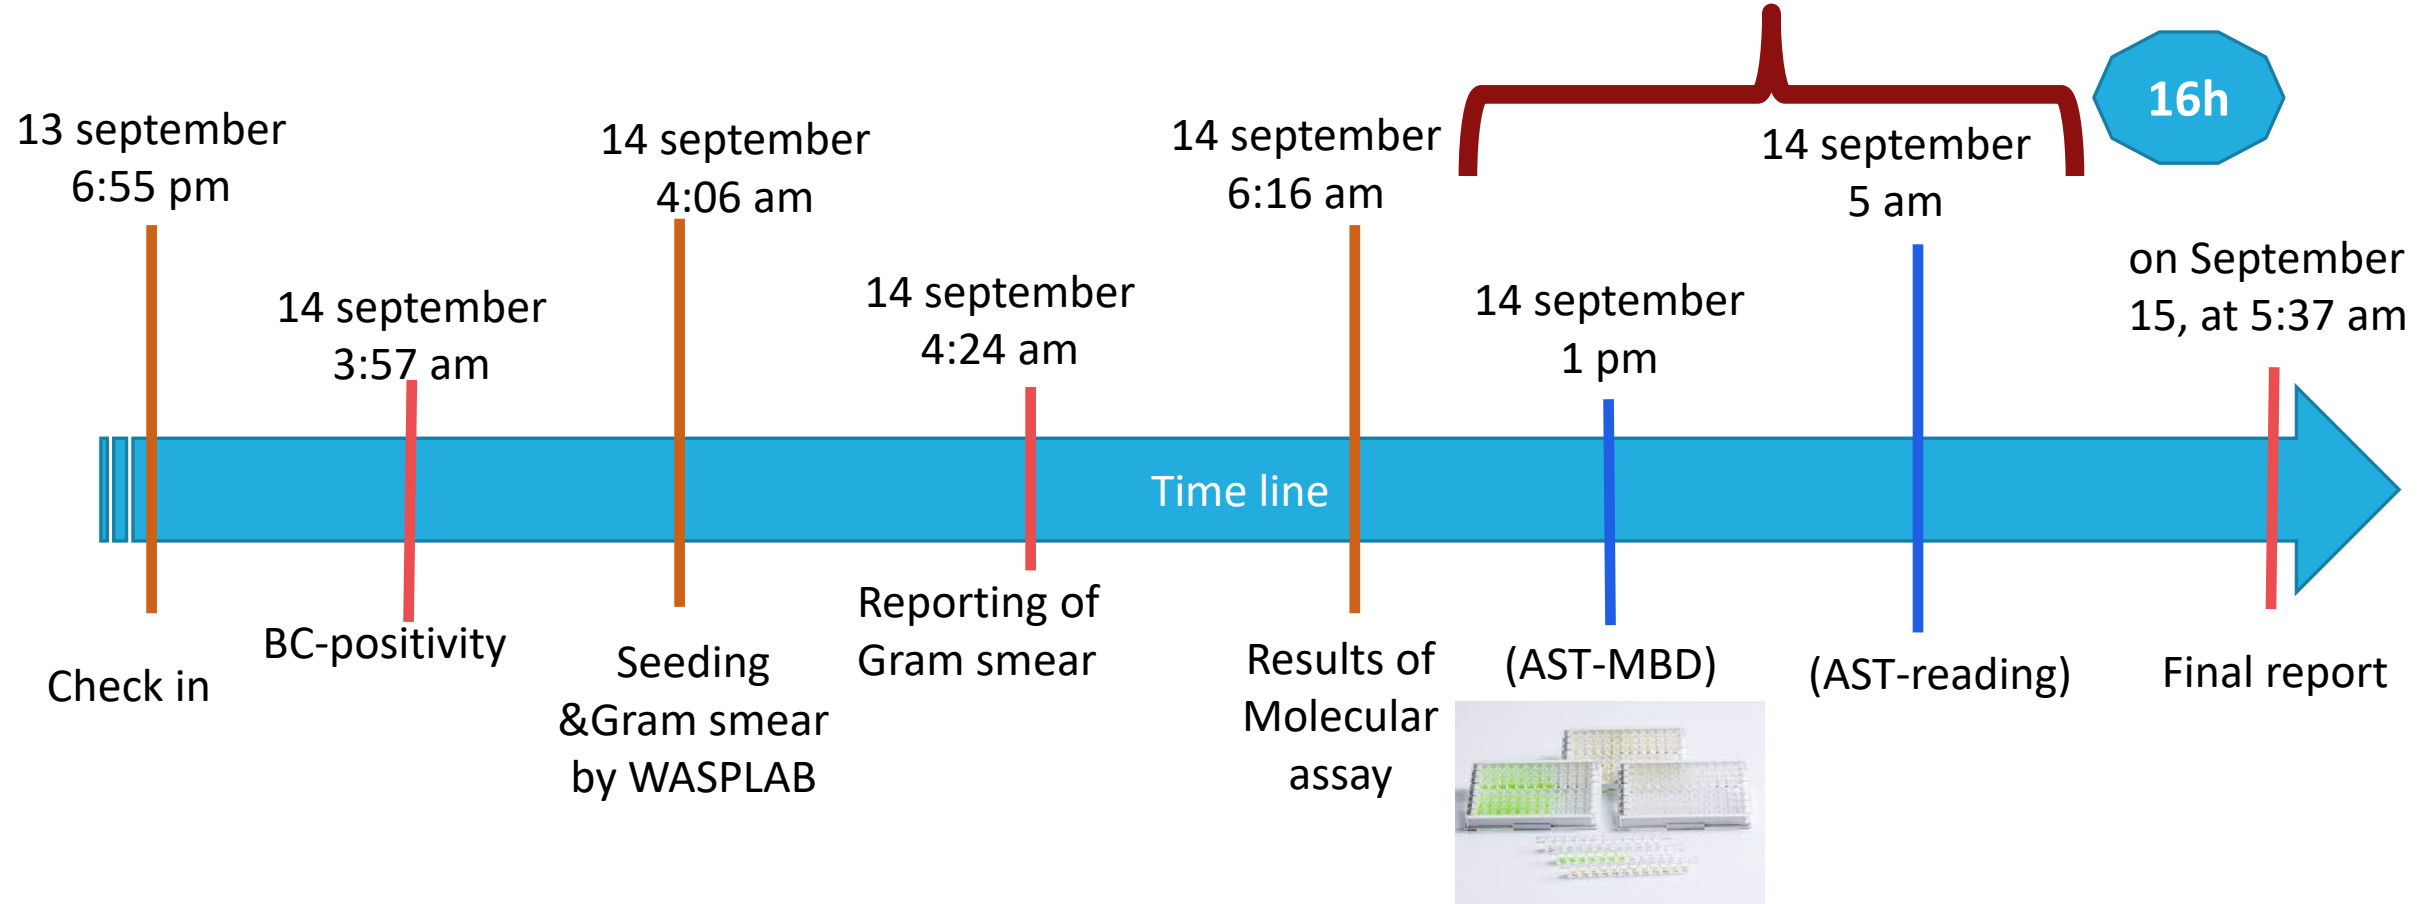 13 september
6:55 pm
14 september
3:57 am
14 september
4:06 am
14 september
4:24 am
14 september
6:16 am
14 september
1 pm
14 september
5 am
16h
on September
15, at 5:37 am
Time line
Check in
BC-positivity
Seeding
&Gram smear
by WASPLAB
Reporting of
Gram smear
Results of
Molecular
assay
(AST-MBD)
(AST-reading)
Final report